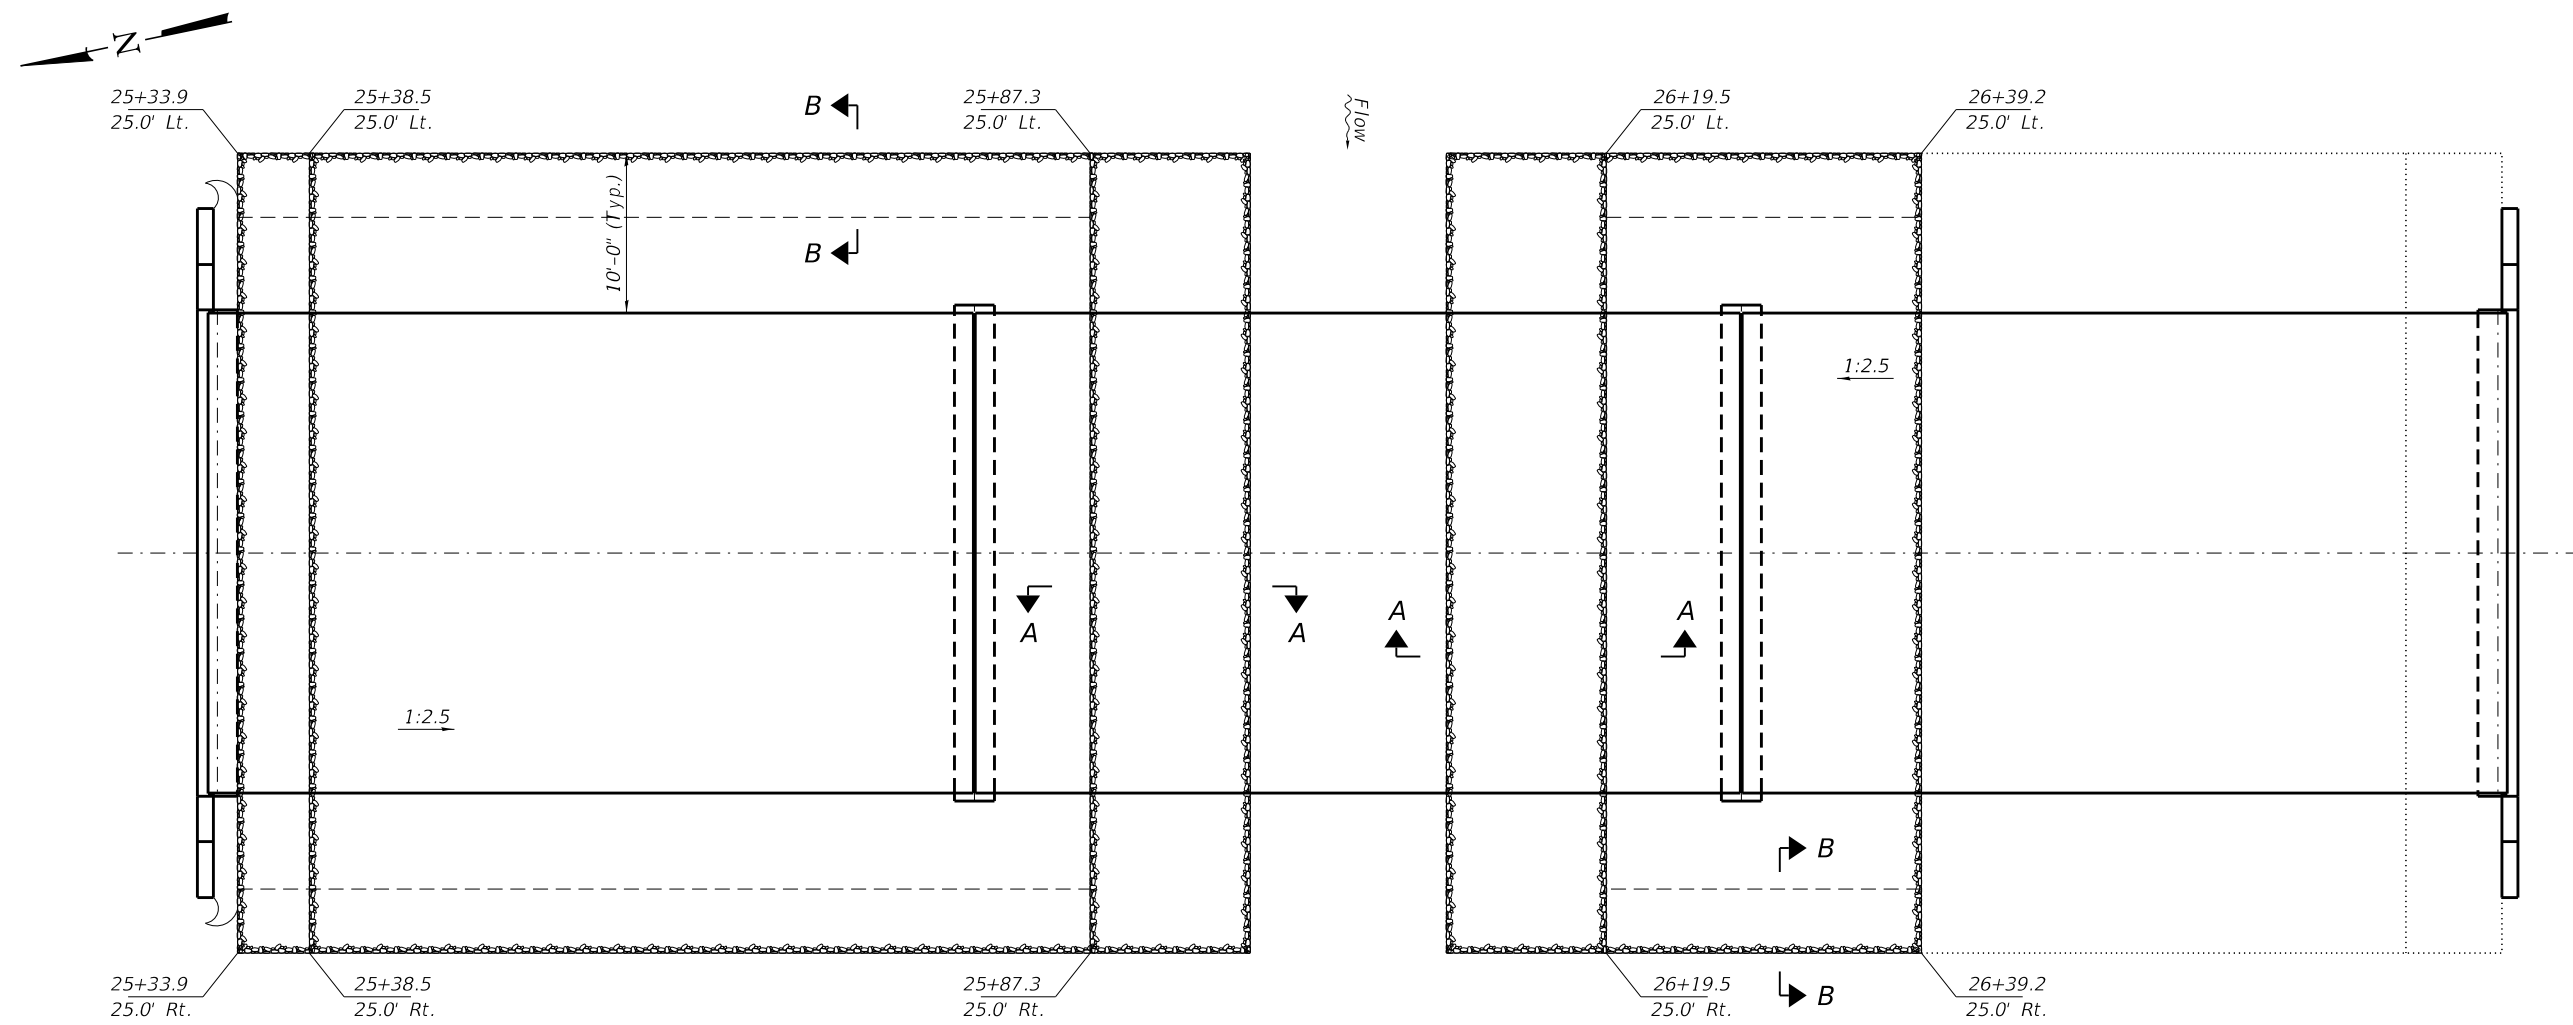 N
25+33.9
25.0' Lt.
25+38.5
25.0' Lt.
B
25+87.3
25.0' Lt.
Flow
26+19.5
25.0' Lt.
26+39.2
25.0' Lt.
10'-0" (Typ.)
B
1:2.5
A
A
A
A
1:2.5
B
25+33.9
25.0' Rt.
25+38.5
25.0' Rt.
25+87.3
25.0' Rt.
26+19.5
25.0' Rt.
B
26+39.2
25.0' Rt.